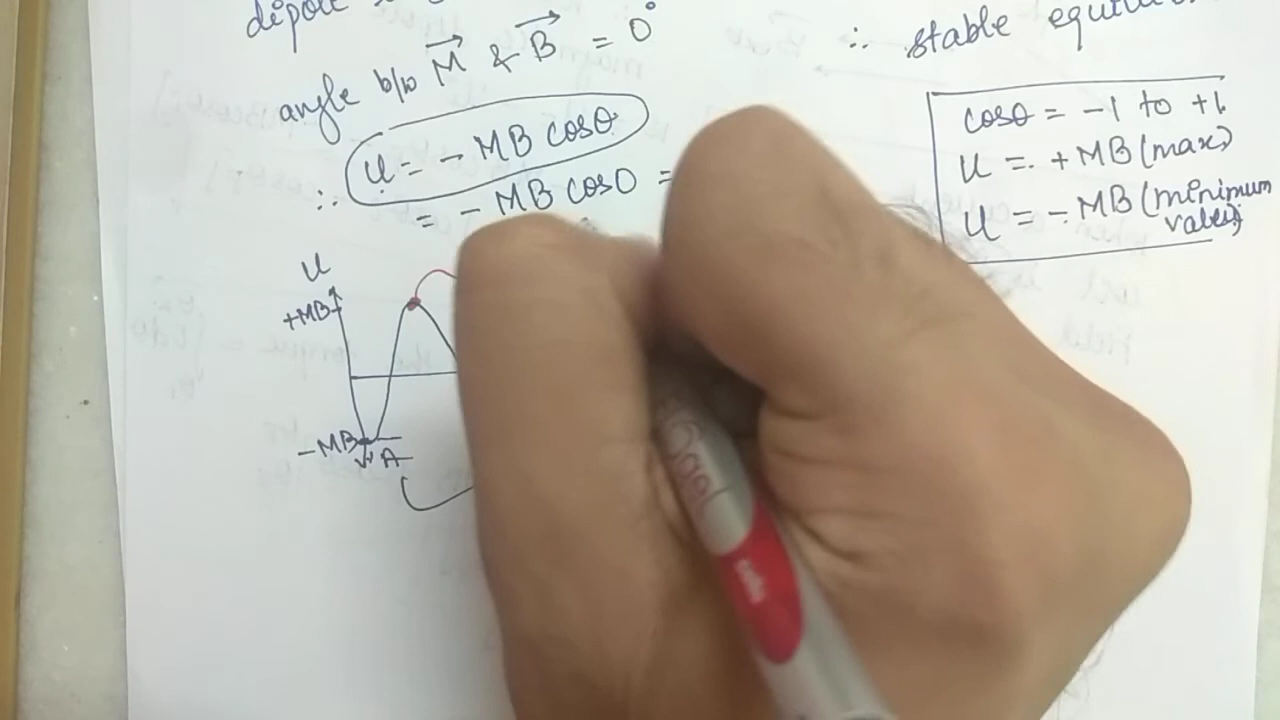 dipole
angle b/w M & B = 0°
∴ U = - MB cosθ
= - MB cos0 =
∴ stable
cosθ = -1 to +1
U = + MB (max)
U = - MB (minimum
value)
U
+MB
-MB
A